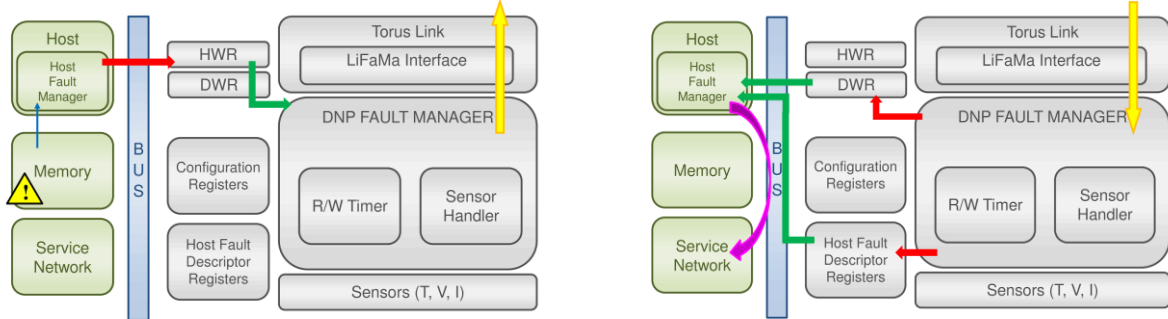 Host
Host
Fault
Manager
Memory
!
Service
Network
B
U
S
HWR
DWR
Configuration
Registers
Host Fault
Descriptor
Registers
Torus Link
LiFaMa Interface
DNP FAULT MANAGER
R/W Timer
Sensor
Handler
Sensors (T, V, I)
Host
Host
Fault
Manager
Memory
Service
Network
B
U
S
HWR
DWR
Configuration
Registers
Host Fault
Descriptor
Registers
Torus Link
LiFaMa Interface
DNP FAULT MANAGER
R/W Timer
Sensor
Handler
Sensors (T, V, I)